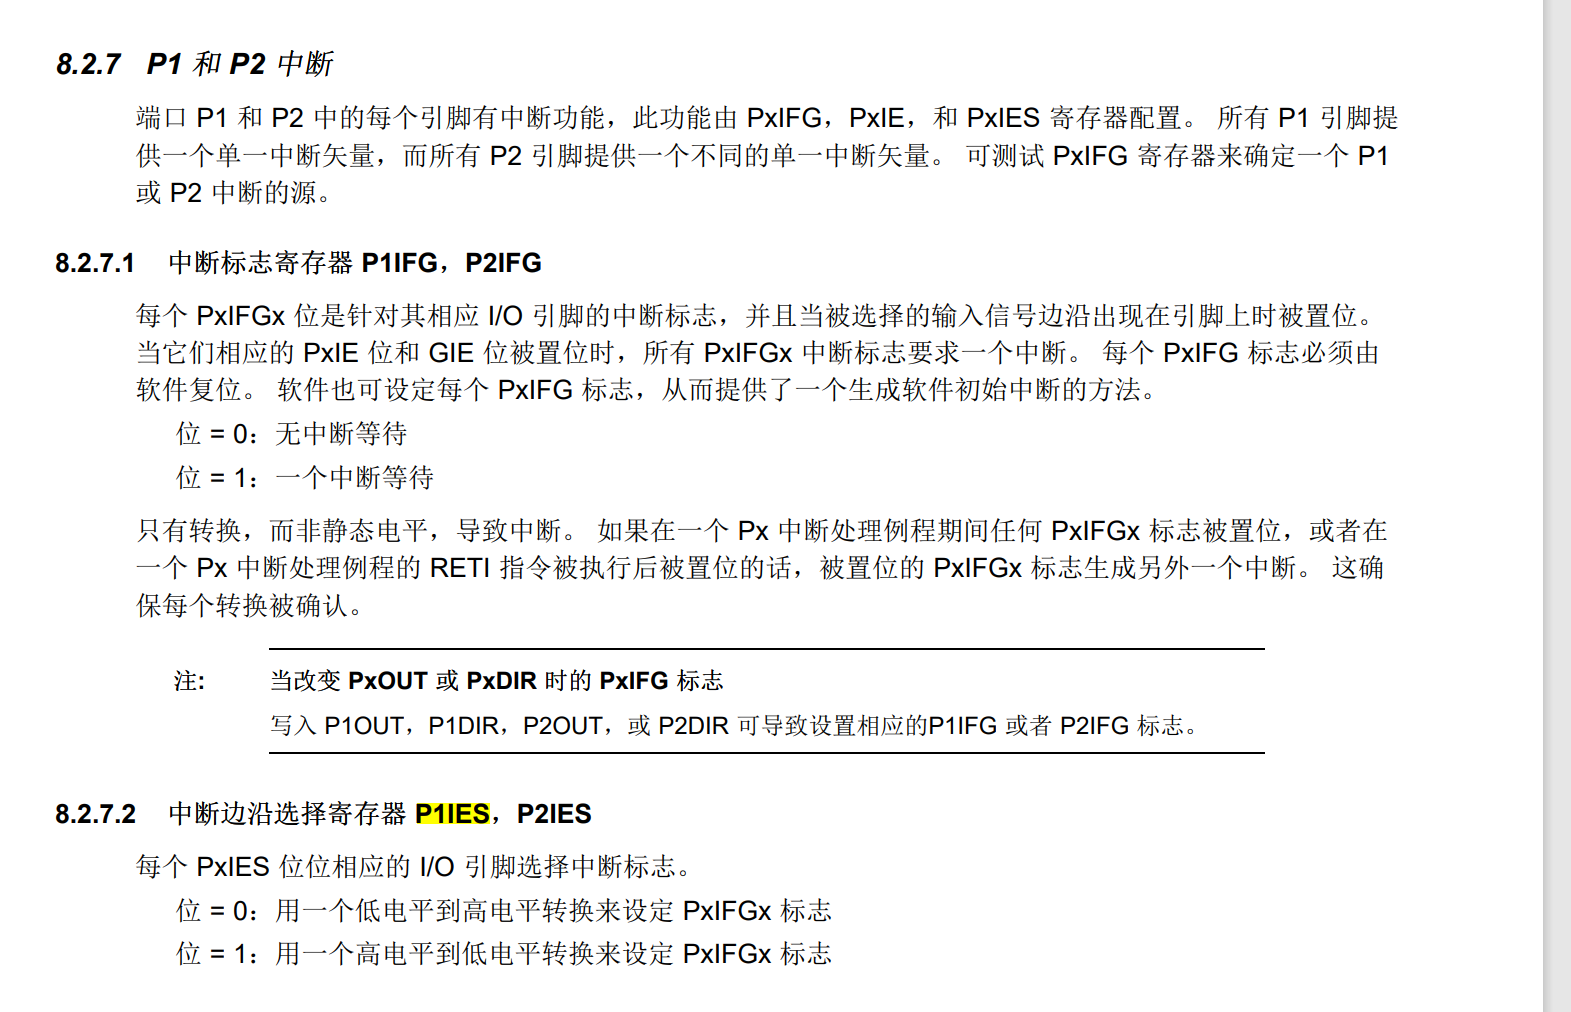 8.2.7 P1 和 P2 中断
端口 P1 和 P2 中的每个引脚有中断功能，此功能由 PxIFG，PxIE，和 PxIES 寄存器配置。 所有 P1 引脚提
供一个单一中断矢量，而所有 P2 引脚提供一个不同的单一中断矢量。 可测试 PxIFG 寄存器来确定一个 P1
或 P2 中断的源。
8.2.7.1 中断标志寄存器 P1IFG，P2IFG
每个 PxIFGx 位是针对其相应 I/O 引脚的中断标志，并且当被选择的输入信号边沿出现在引脚上时被置位。
当它们相应的 PxIE 位和 GIE 位被置位时，所有 PxIFGx 中断标志要求一个中断。 每个 PxIFG 标志必须由
软件复位。 软件也可设定每个 PxIFG 标志，从而提供了一个生成软件初始中断的方法。
位 = 0：无中断等待
位 = 1：一个中断等待
只有转换，而非静态电平，导致中断。 如果在一个 Px 中断处理例程期间任何 PxIFGx 标志被置位，或者在
一个 Px 中断处理例程的 RETI 指令被执行后被置位的话，被置位的 PxIFGx 标志生成另外一个中断。 这确
保每个转换被确认。
注: 当改变 PxOUT 或 PxDIR 时的 PxIFG 标志
写入 P1OUT，P1DIR，P2OUT，或 P2DIR 可导致设置相应的P1IFG 或者 P2IFG 标志。
8.2.7.2 中断边沿选择寄存器 P1IES，P2IES
每个 PxIES 位位相应的 I/O 引脚选择中断标志。
位 = 0：用一个低电平到高电平转换来设定 PxIFGx 标志
位 = 1：用一个高电平到低电平转换来设定 PxIFGx 标志